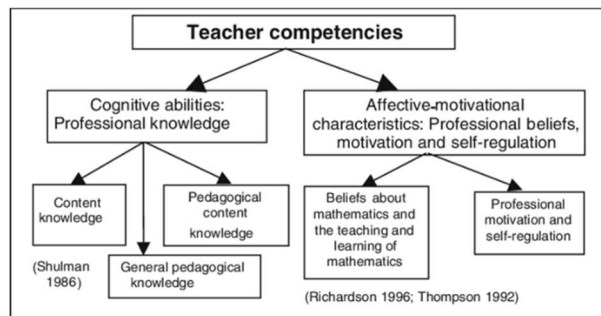 Teacher competencies
Cognitive abilities:
Professional knowledge
Affective-motivational
characteristics: Professional beliefs,
motivation and self-regulation
Content
knowledge
Pedagogical
content
knowledge
General pedagogical
knowledge
(Shulman
1986)
Beliefs about
mathematics and
the teaching and
learning of
mathematics
Professional
motivation and
self-regulation
(Richardson 1996; Thompson 1992)